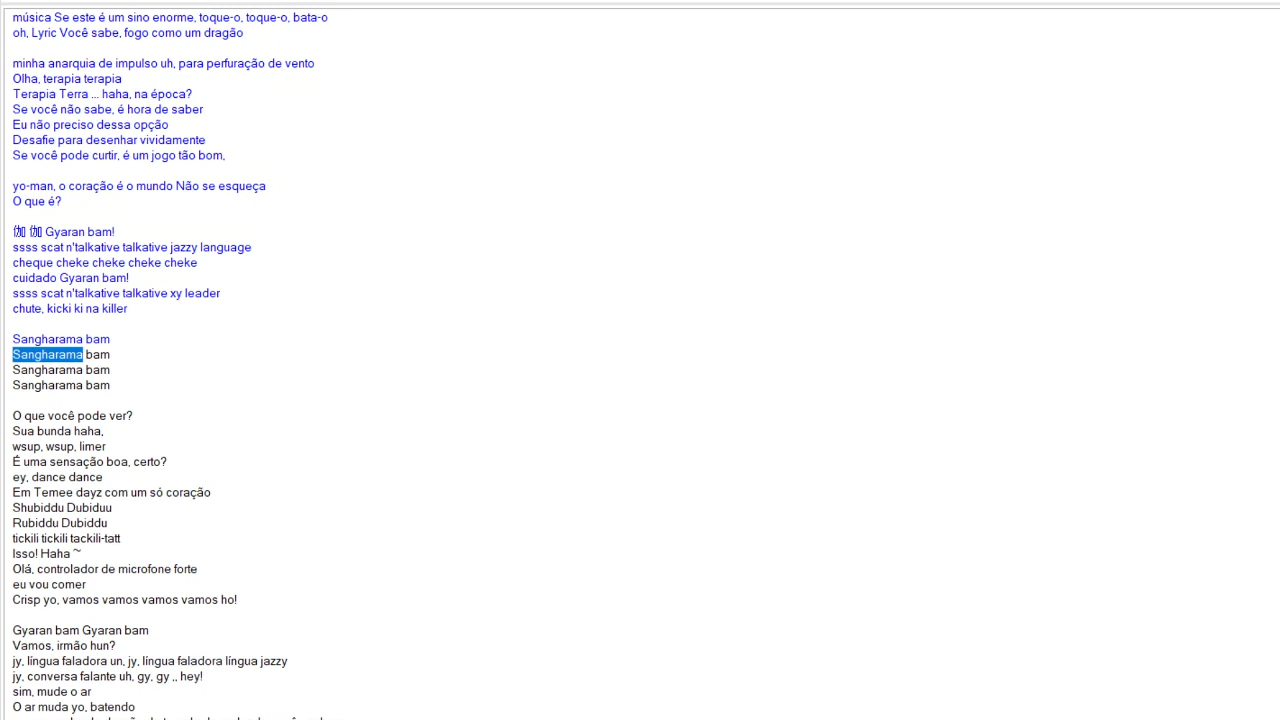 música Se este é um sino enorme, toque-o, toque-o, bata-o
oh, Lyric Você sabe, fogo como um dragão
minha anarquia de impulso uh, para perfuração de vento
Olha, terapia terapia
Terapia Terra ... haha, na época?
Se você não sabe, é hora de saber
Eu não preciso dessa opção
Desafie para desenhar vividamente
Se você pode curtir, é um jogo tão bom,
yo-man, o coração é o mundo Não se esqueça
O que é?
伽 伽 Gyaran bam!
ssss scat n'talkative talkative jazzy language
cheque cheke cheke cheke cheke
cuidado Gyaran bam!
ssss scat n'talkative talkative xy leader
chute, kicki ki na killer
Sangharama bam
Sangharama bam
Sangharama bam
Sangharama bam
O que você pode ver?
Sua bunda haha,
wsup, wsup, limer
É uma sensação boa, certo?
ey, dance dance
Em Temee dayz com um só coração
Shubiddu Dubiduu
Rubiddu Dubiddu
tickili tickili tackili-tatt
Isso! Haha ~
Olá, controlador de microfone forte
eu vou comer
Crisp yo, vamos vamos vamos vamos ho!
Gyaran bam Gyaran bam
Vamos, irmão hun?
jy, língua faladora un, jy, língua faladora língua jazzy
jy, conversa falante uh, gy, gy ,, hey!
sim, mude o ar
O ar muda yo, batendo